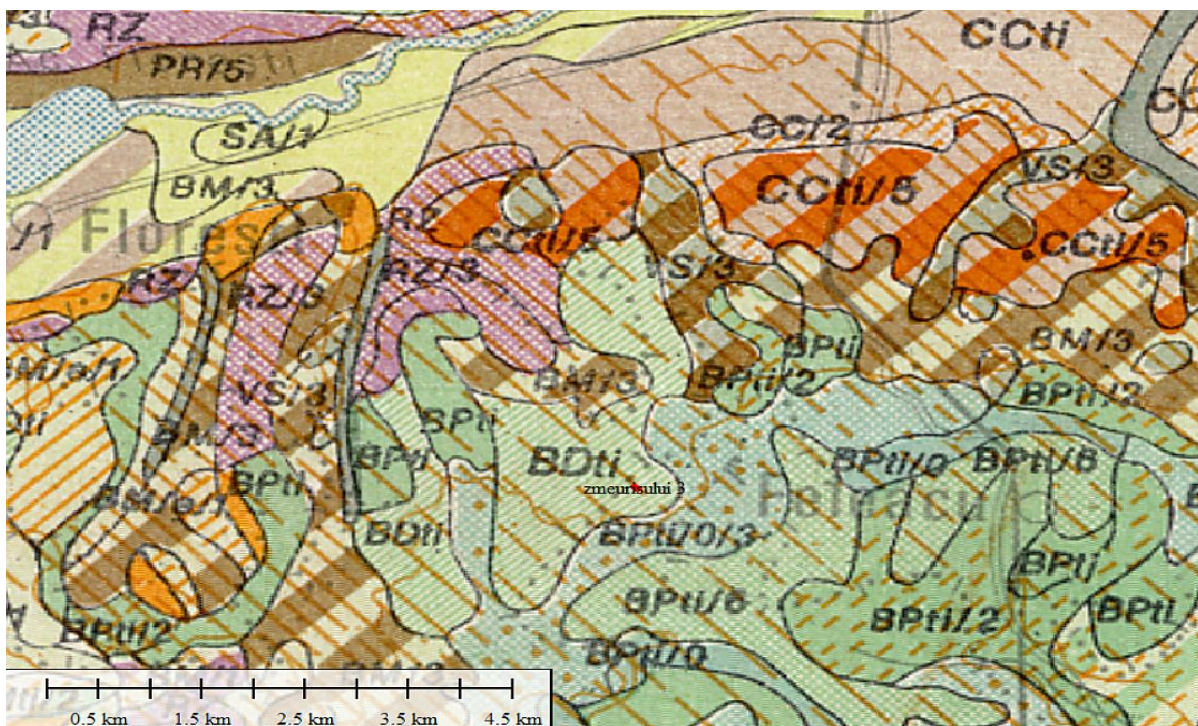 RZ
CCti
PR/5
SA/1
CC/2
BM/3
VS/3
CCti/5
RZ
CCti/5
CCti/5
Floresti
RZ
RZ/3
VS/3
RZ/3
BM/3
BPti
BPti/2
BM/3
BPti/2
VS/3
BPti
BM/3
BDti
BPti
BPti/0
BPti/6
BPti
zmeurisului 3
Feleacu
BDti
BPti/0/3
BPti
BPti/6
BPti/2
BPti
BPti/2
BPti/0
BM/3
0.5 km 1.5 km 2.5 km 3.5 km 4.5 km